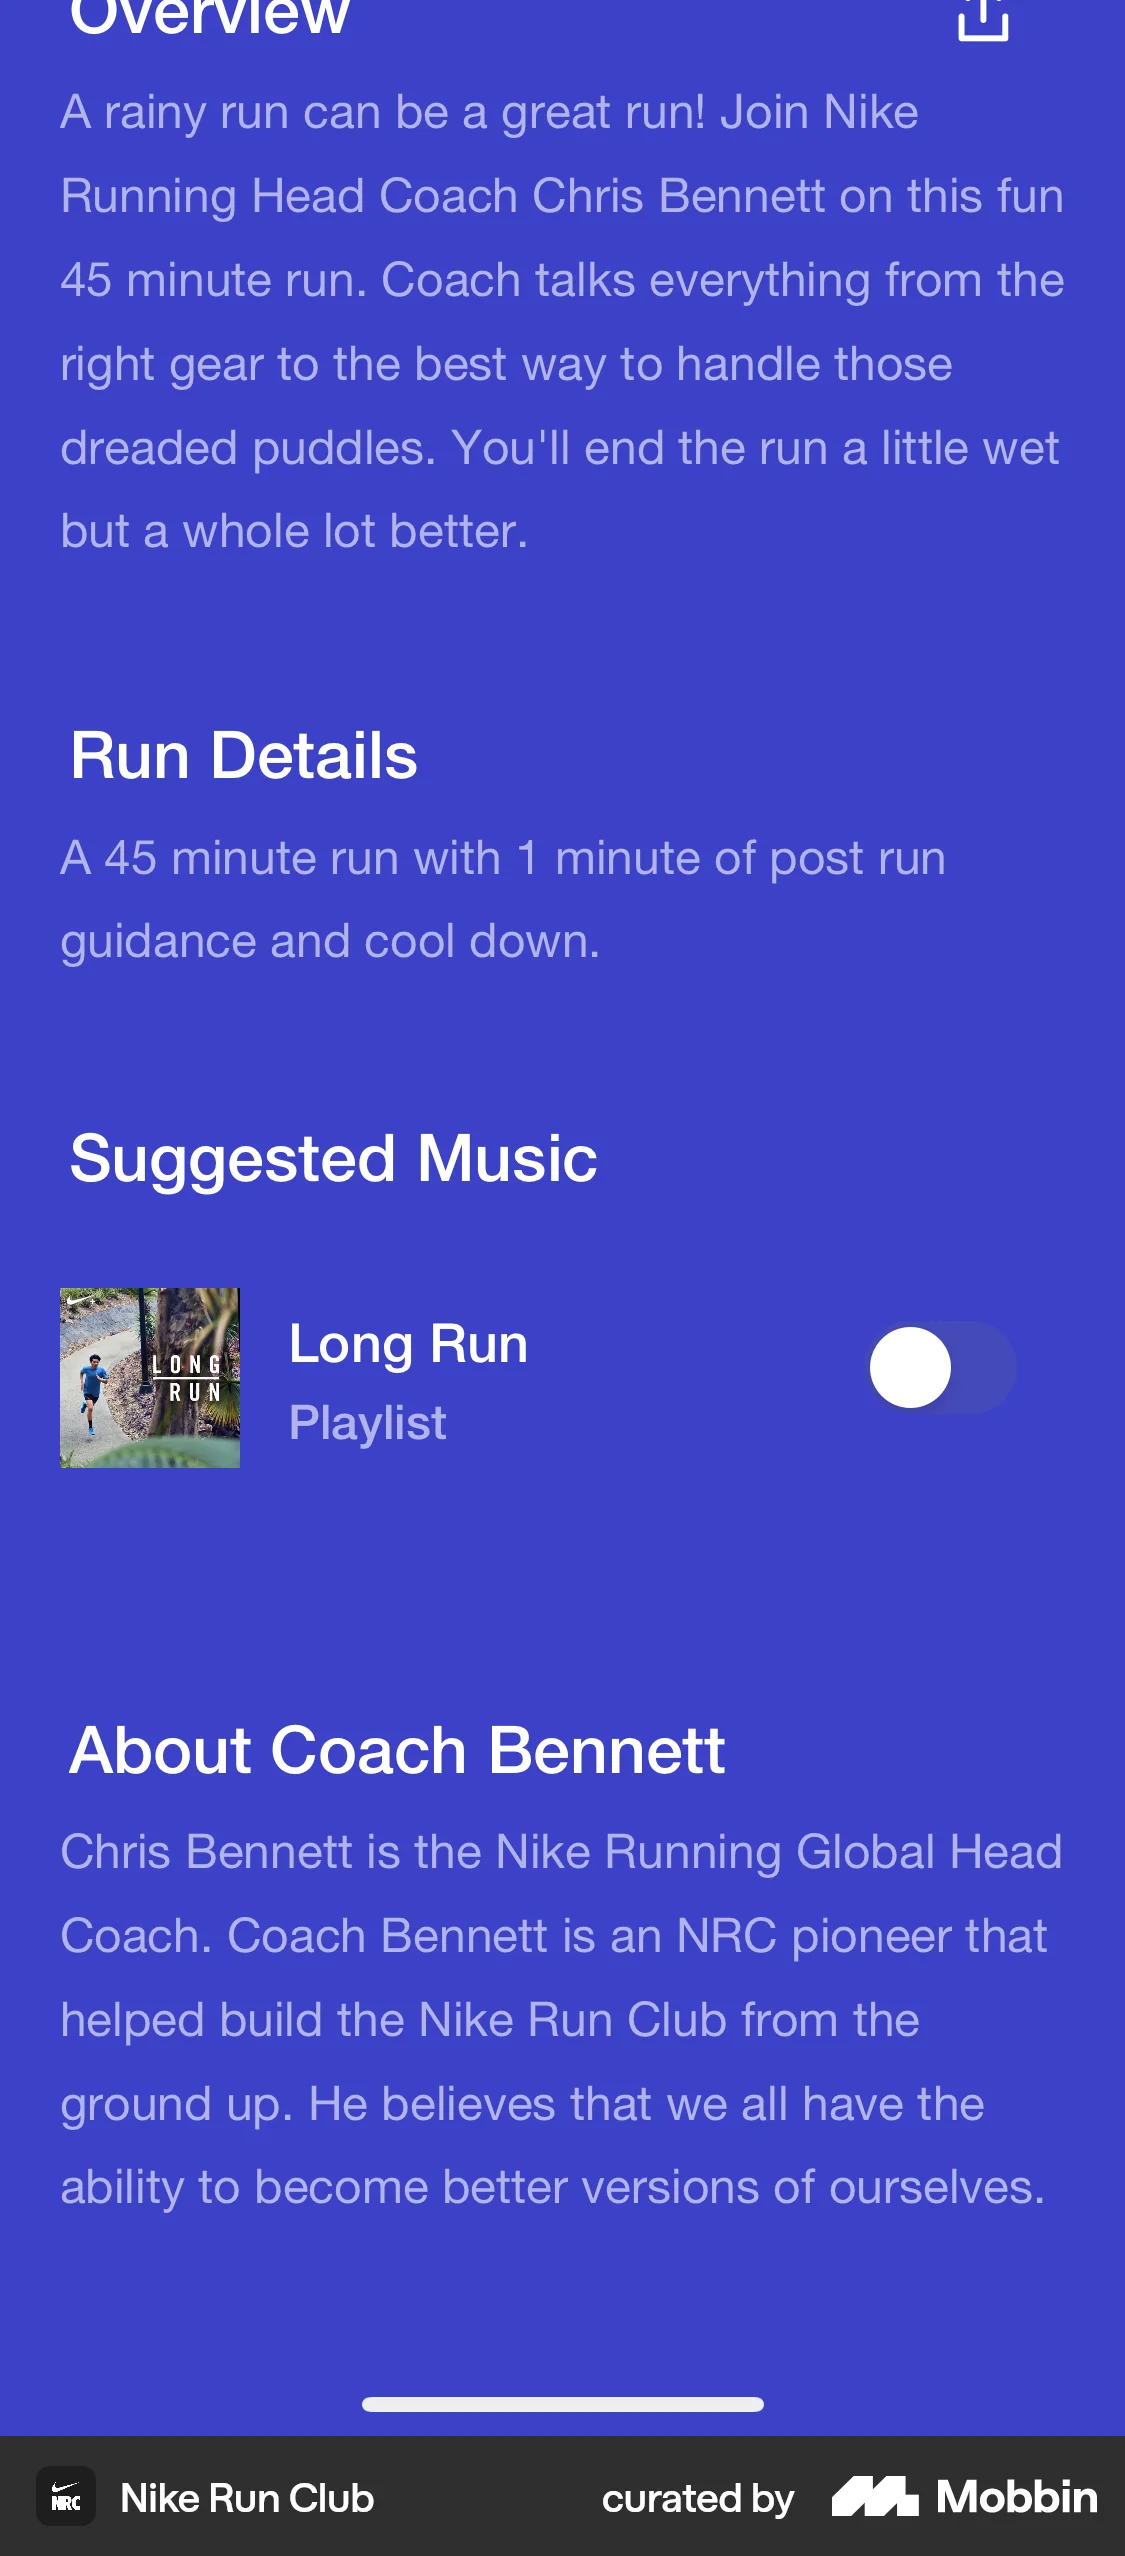 Overview
A rainy run can be a great run! Join Nike
Running Head Coach Chris Bennett on this fun
45 minute run. Coach talks everything from the
right gear to the best way to handle those
dreaded puddles. You'll end the run a little wet
but a whole lot better.
Run Details
A 45 minute run with 1 minute of post run
guidance and cool down.
Suggested Music
LONG
RUN
Long Run
Playlist
About Coach Bennett
Chris Bennett is the Nike Running Global Head
Coach. Coach Bennett is an NRC pioneer that
helped build the Nike Run Club from the
ground up. He believes that we all have the
ability to become better versions of ourselves.
NRC
Nike Run Club
curated by
Mobbin